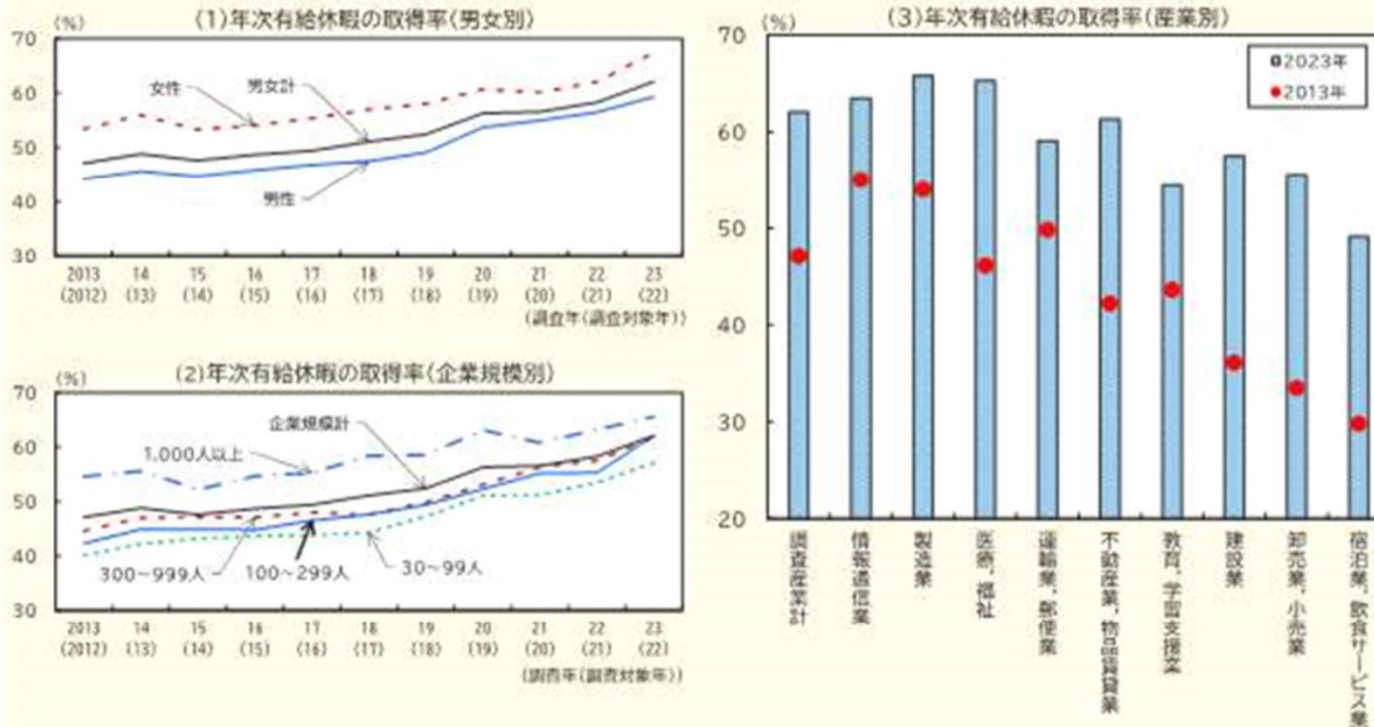 (1)年次有給休暇の取得率(男女別)
(%)
70
60
50
40
30
女性
男女計
男性
2013 14 15 16 17 18 19 20 21 22 23
(2012) (13) (14) (15) (16) (17) (18) (19) (20) (21) (22)
(調査年(調査対象年))
(2)年次有給休暇の取得率(企業規模別)
(%)
70
60
50
40
30
企業規模計
1,000人以上
300~999人
100~299人
30~99人
2013 14 15 16 17 18 19 20 21 22 23
(2012) (13) (14) (15) (16) (17) (18) (19) (20) (21) (22)
(調査年(調査対象年))
(3)年次有給休暇の取得率(産業別)
(%)
70
60
50
40
30
20
2023年
2013年
調査産業計
情報通信業
製造業
医療,福祉
運輸業,郵便業
不動産業,物品賃貸業
教育,学習支援業
建設業
卸売業,小売業
宿泊業,飲食サービス業